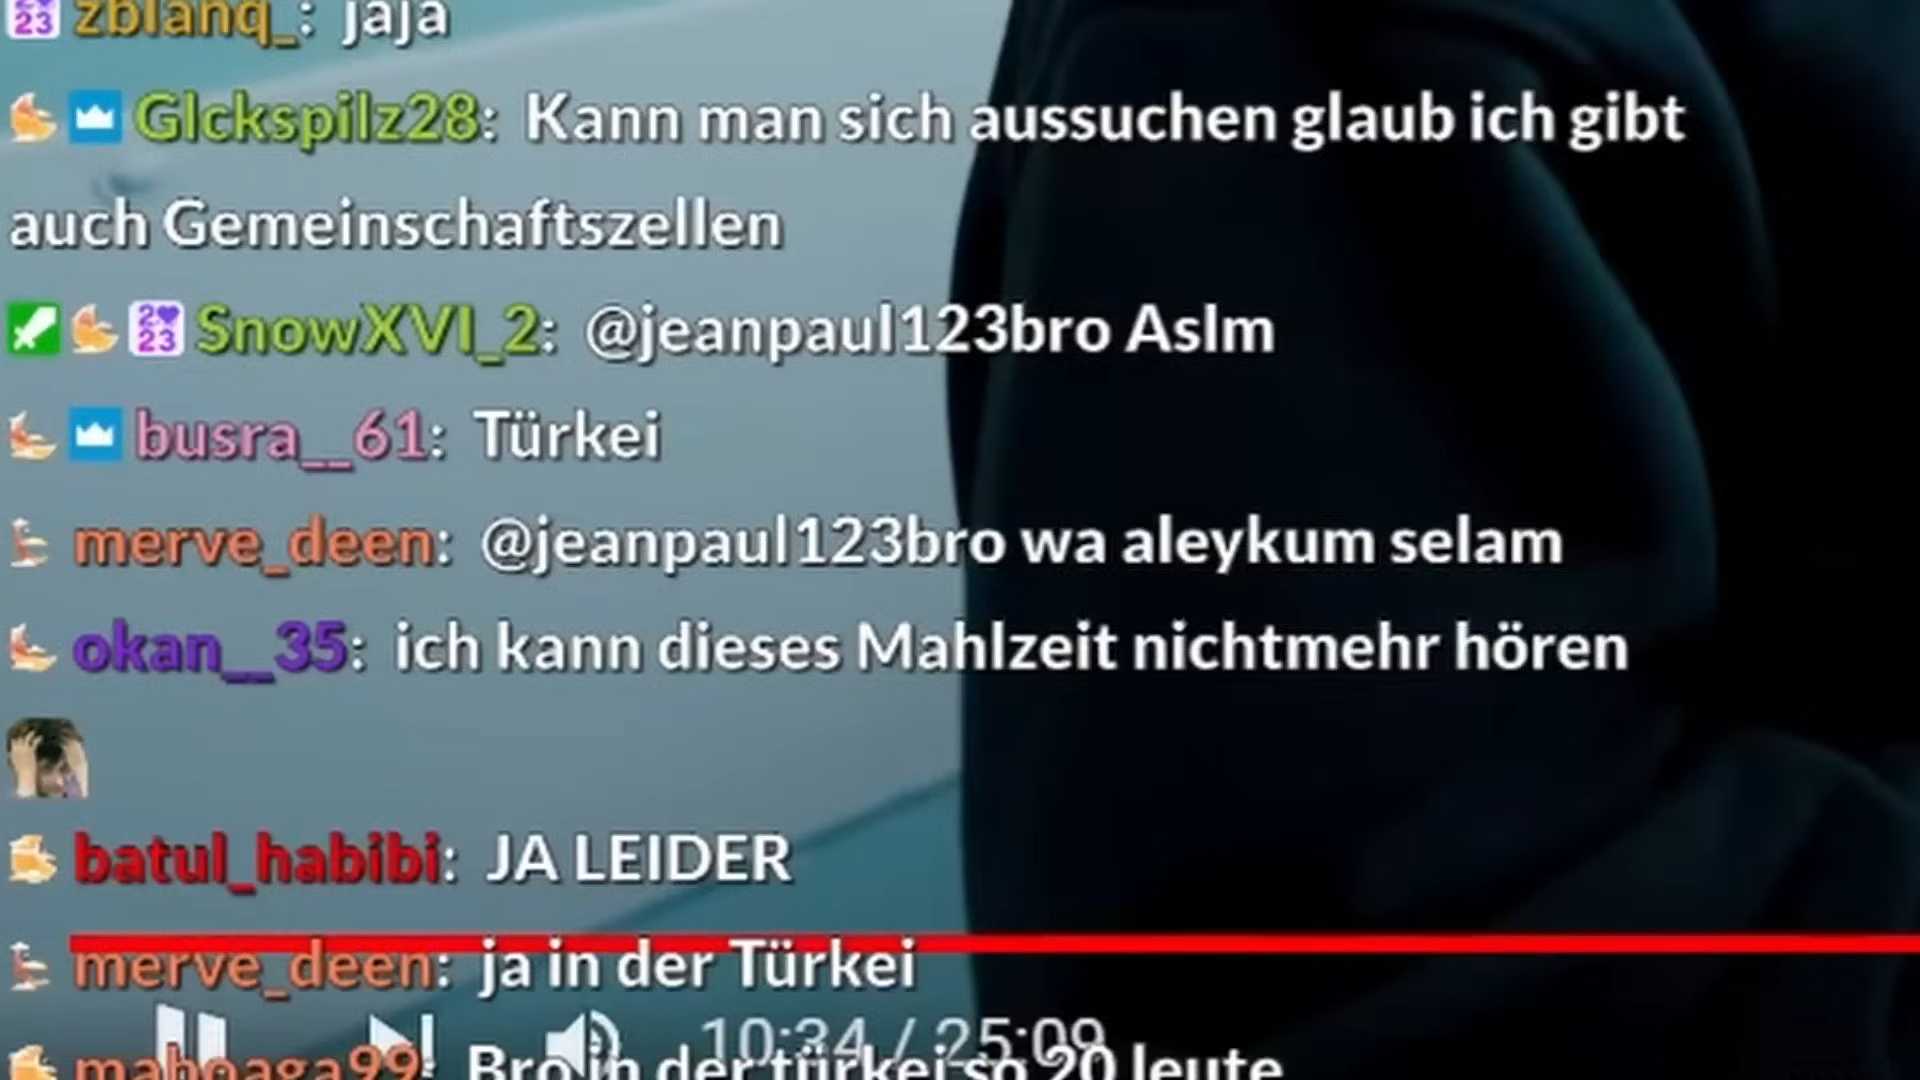 zblanq_: jaja
Glckspilz28: Kann man sich aussuchen glaub ich gibt
auch Gemeinschaftszellen
SnowXVI_2: @jeanpaul123bro Aslm
busra__61: Türkei
merve_deen: @jeanpaul123bro wa aleykum selam
okan__35: ich kann dieses Mahlzeit nichtmehr hören
batul_habibi: JA LEIDER
merve_deen: ja in der Türkei
10:34 / 25:09
mahoaga99: Bro in der türkei so 20 leute